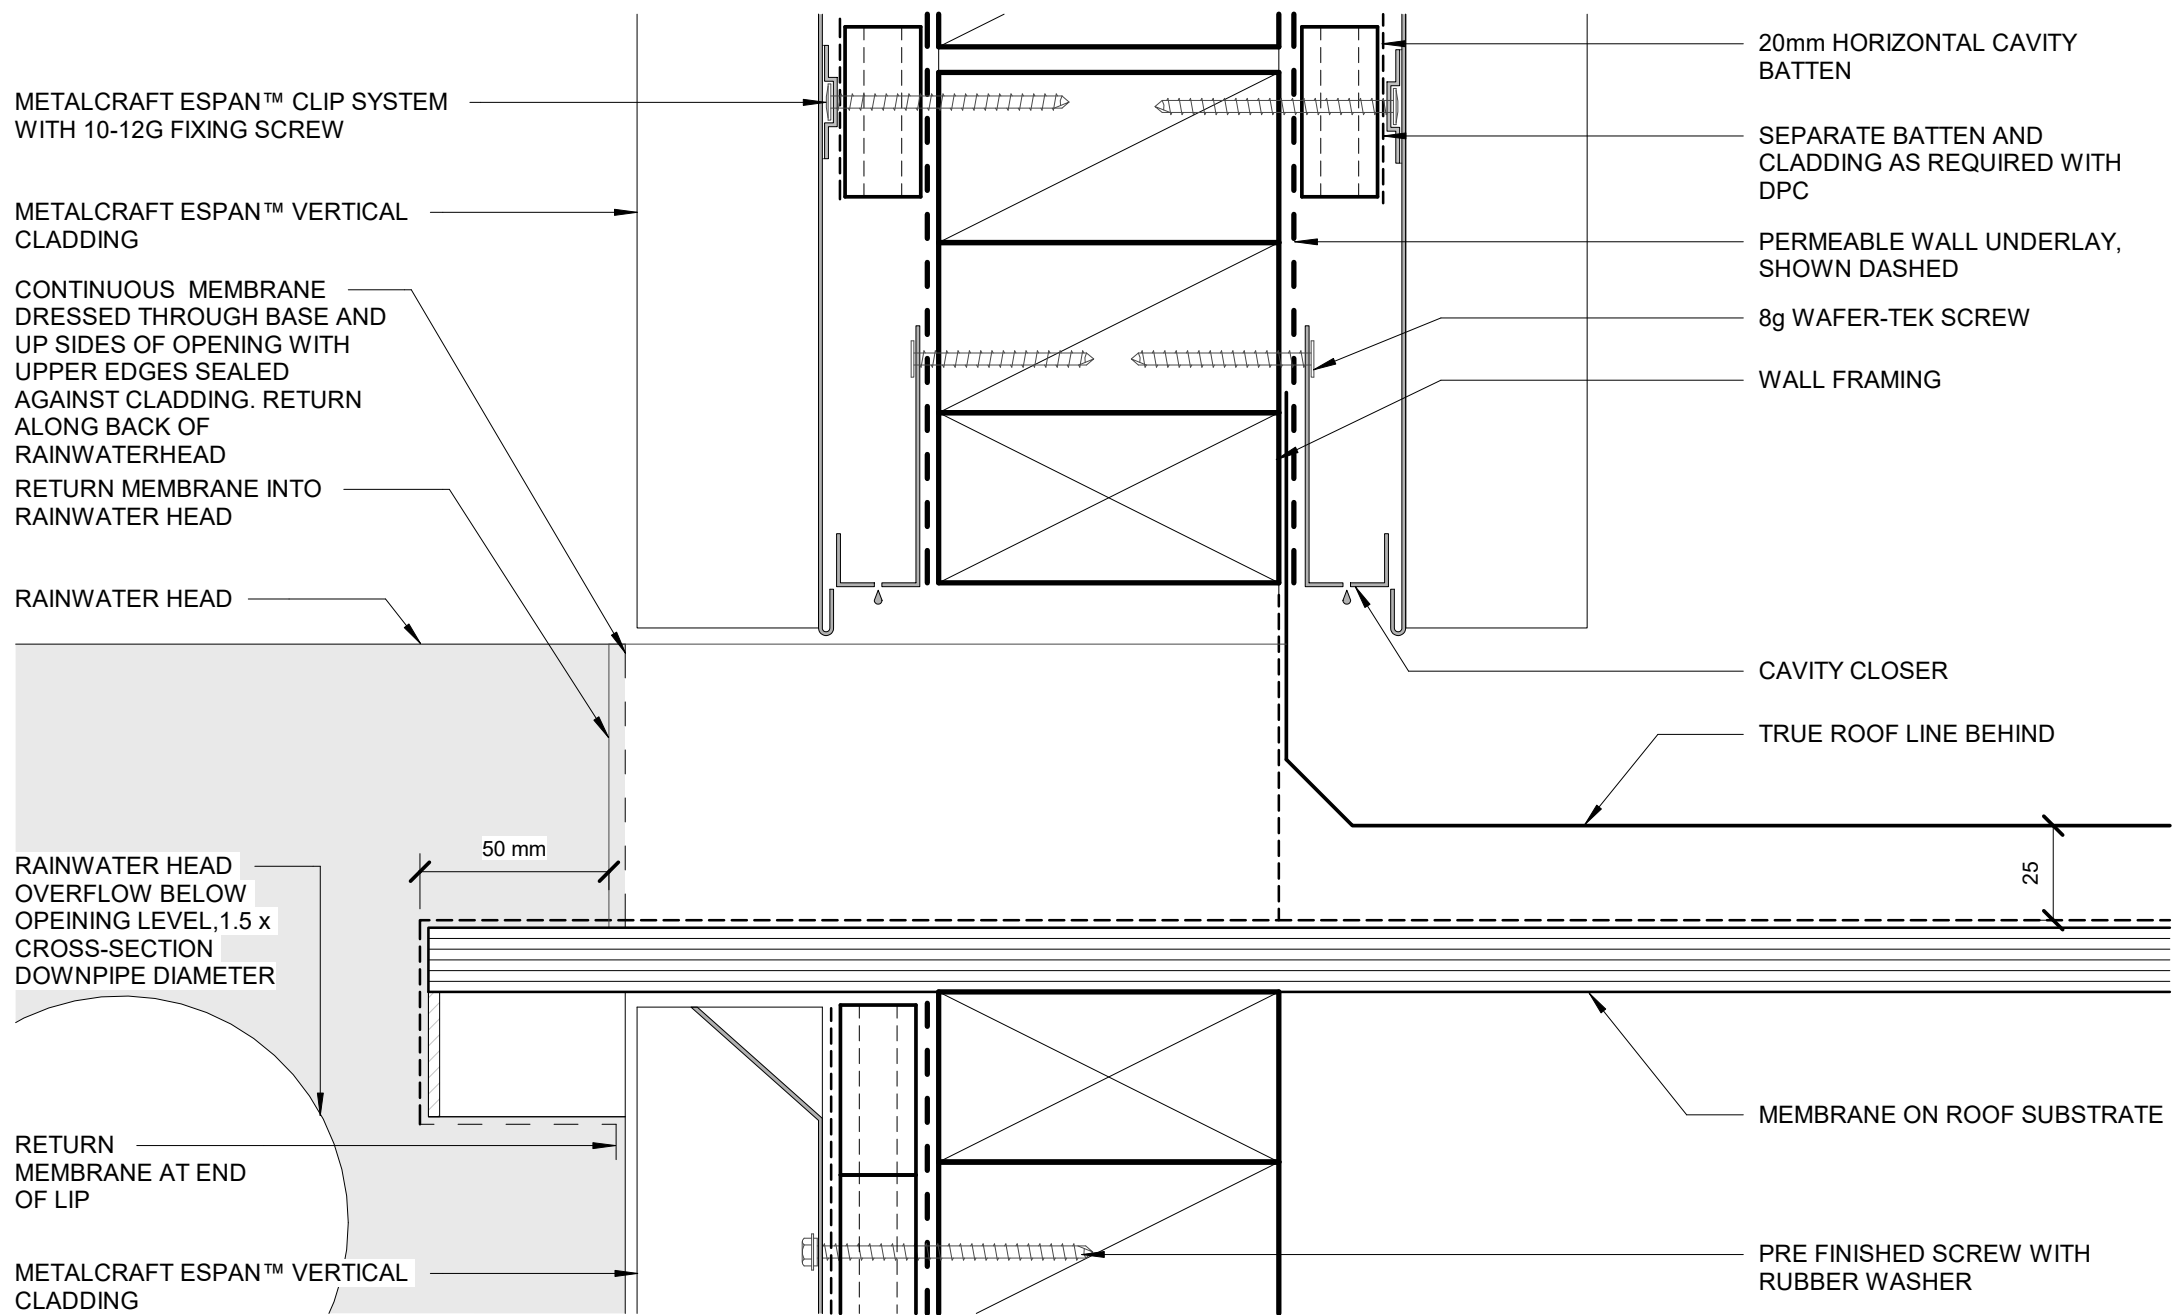 METALCRAFT ESPAN™ CLIP SYSTEM
WITH 10-12G FIXING SCREW
METALCRAFT ESPAN™ VERTICAL
CLADDING
CONTINUOUS MEMBRANE
DRESSED THROUGH BASE AND
UP SIDES OF OPENING WITH
UPPER EDGES SEALED
AGAINST CLADDING. RETURN
ALONG BACK OF
RAINWATERHEAD
RETURN MEMBRANE INTO
RAINWATER HEAD
RAINWATER HEAD
50 mm
RAINWATER HEAD
OVERFLOW BELOW
OPEINING LEVEL,1.5 x
CROSS-SECTION
DOWNPIPE DIAMETER
RETURN
MEMBRANE AT END
OF LIP
METALCRAFT ESPAN™ VERTICAL
CLADDING
20mm HORIZONTAL CAVITY
BATTEN
SEPARATE BATTEN AND
CLADDING AS REQUIRED WITH
DPC
PERMEABLE WALL UNDERLAY,
SHOWN DASHED
8g WAFER-TEK SCREW
WALL FRAMING
CAVITY CLOSER
TRUE ROOF LINE BEHIND
25
MEMBRANE ON ROOF SUBSTRATE
PRE FINISHED SCREW WITH
RUBBER WASHER